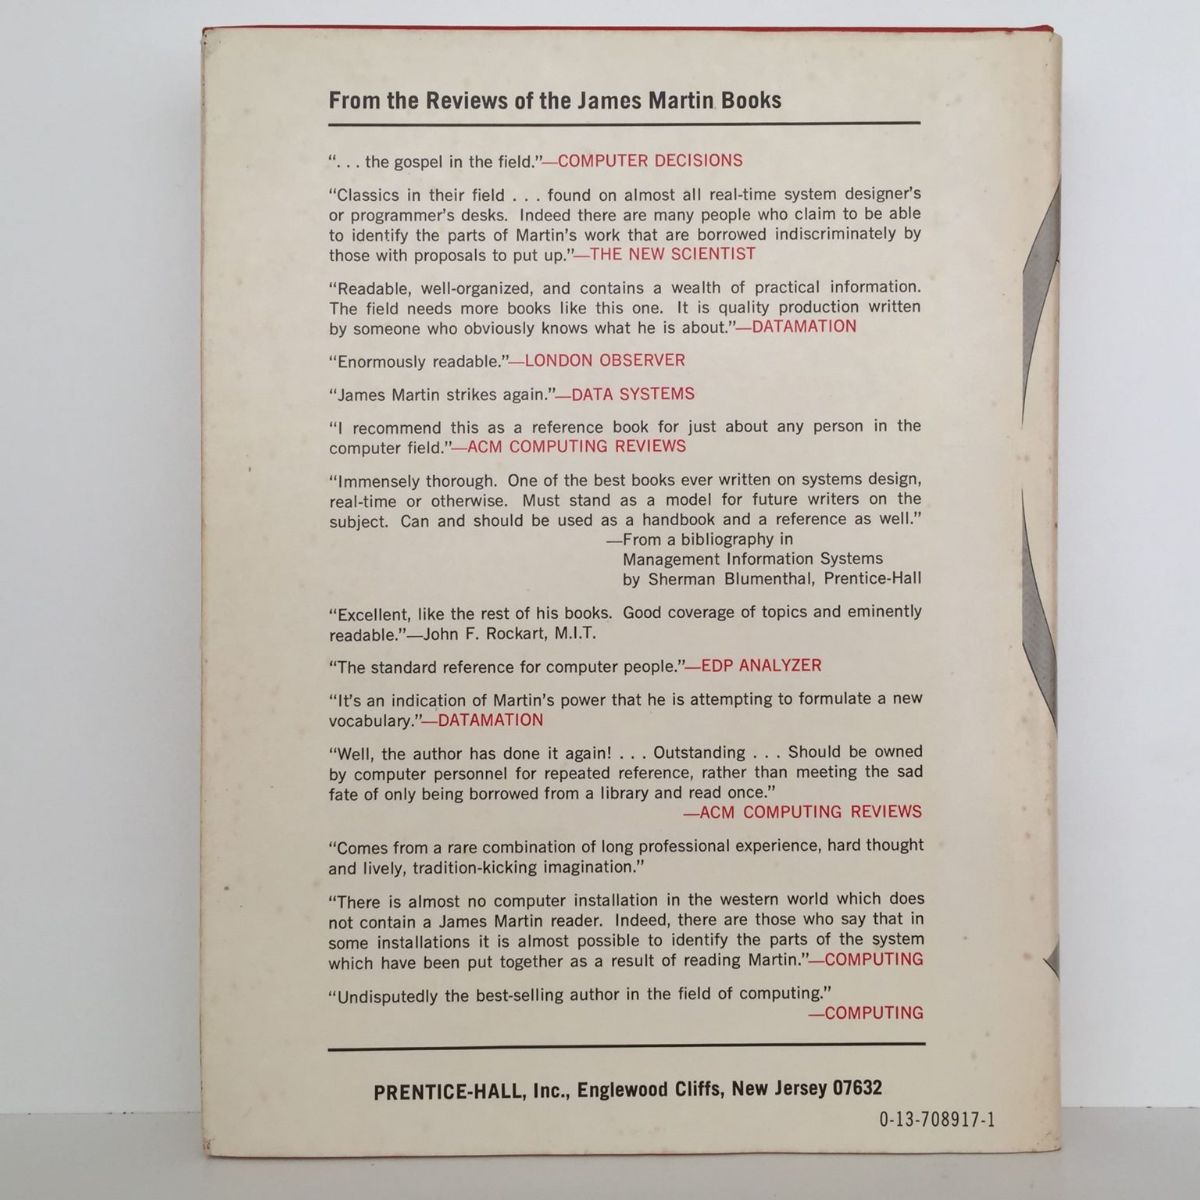 From the Reviews of the James Martin Books
“. . . the gospel in the field.”—COMPUTER DECISIONS
“Classics in their field . . . found on almost all real-time system designer’s
or programmer’s desks. Indeed there are many people who claim to be able
to identify the parts of Martin’s work that are borrowed indiscriminately by
those with proposals to put up.”—THE NEW SCIENTIST
“Readable, well-organized, and contains a wealth of practical information.
The field needs more books like this one. It is quality production written
by someone who obviously knows what he is about.”—DATAMATION
“Enormously readable.”—LONDON OBSERVER
“James Martin strikes again.”—DATA SYSTEMS
“I recommend this as a reference book for just about any person in the
computer field.”—ACM COMPUTING REVIEWS
“Immensely thorough. One of the best books ever written on systems design,
real-time or otherwise. Must stand as a model for future writers on the
subject. Can and should be used as a handbook and a reference as well.”
—From a bibliography in
Management Information Systems
by Sherman Blumenthal, Prentice-Hall
“Excellent, like the rest of his books. Good coverage of topics and eminently
readable.”—John F. Rockart, M.I.T.
“The standard reference for computer people.”—EDP ANALYZER
“It’s an indication of Martin’s power that he is attempting to formulate a new
vocabulary.”—DATAMATION
“Well, the author has done it again! . . . Outstanding . . . Should be owned
by computer personnel for repeated reference, rather than meeting the sad
fate of only being borrowed from a library and read once.”
—ACM COMPUTING REVIEWS
“Comes from a rare combination of long professional experience, hard thought
and lively, tradition-kicking imagination.”
“There is almost no computer installation in the western world which does
not contain a James Martin reader. Indeed, there are those who say that in
some installations it is almost possible to identify the parts of the system
which have been put together as a result of reading Martin.”—COMPUTING
“Undisputedly the best-selling author in the field of computing.”
—COMPUTING
PRENTICE-HALL, Inc., Englewood Cliffs, New Jersey 07632
0-13-708917-1